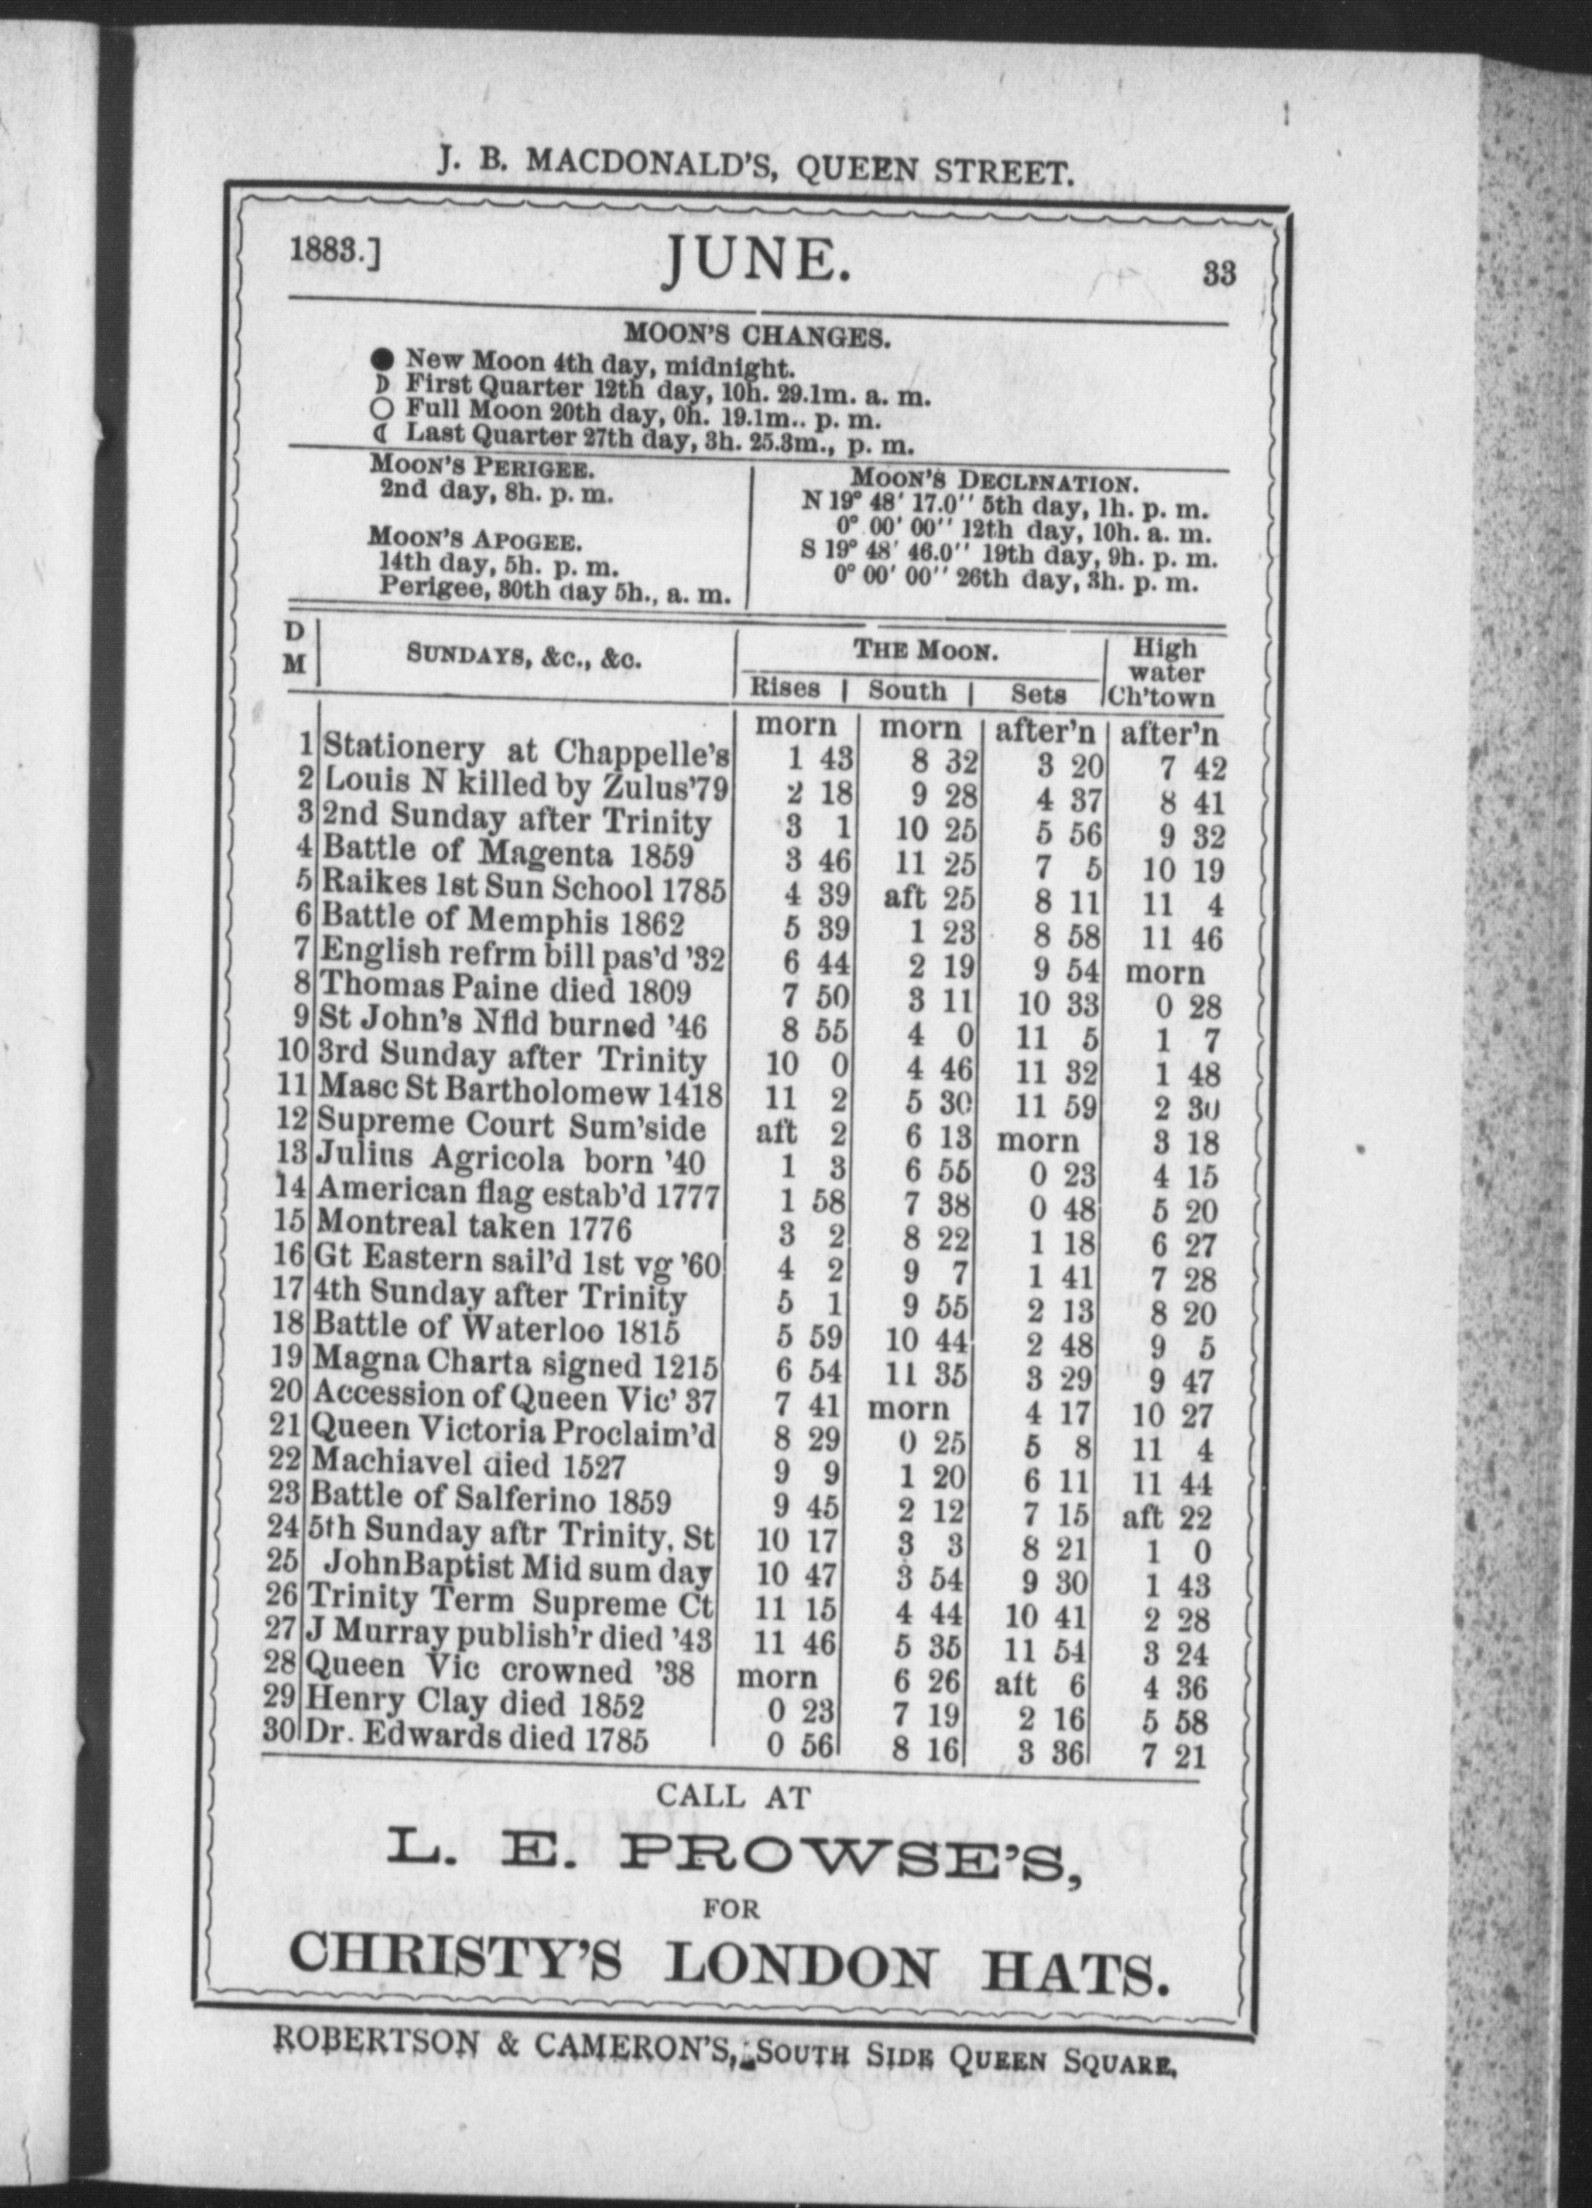 J. B. MACDONALD'S, QUEEN STREET.
1883.] JUNE. 33
MOON'S CHANGES.
● New Moon 4th day, midnight.
☽ First Quarter 12th day, 10h. 29.1m. a. m.
○ Full Moon 20th day, 0h. 19.1m.. p. m.
☾ Last Quarter 27th day, 3h. 25.3m., p. m.
MOON'S PERIGEE.
2nd day, 8h. p. m.
MOON'S APOGEE.
14th day, 5h. p. m.
Perigee, 30th day 5h., a. m.
MOON'S DECLINATION.
N 19° 48' 17.0'' 5th day, 1h. p. m.
0° 00' 00'' 12th day, 10h. a. m.
S 19° 48' 46.0'' 19th day, 9h. p. m.
0° 00' 00'' 26th day, 3h. p. m.
D M SUNDAYS, &C., &C. THE MOON. High water Ch'town
Rises South Sets
morn morn after'n after'n
1 Stationery at Chappelle's 1 43 8 32 3 20 7 42
2 Louis N killed by Zulus'79 2 18 9 28 4 37 8 41
3 2nd Sunday after Trinity 3 1 10 25 5 56 9 32
4 Battle of Magenta 1859 3 46 11 25 7 5 10 19
5 Raikes 1st Sun School 1785 4 39 aft 25 8 11 11 4
6 Battle of Memphis 1862 5 39 1 23 8 58 11 46
7 English refrm bill pas'd '32 6 44 2 19 9 54 morn
8 Thomas Paine died 1809 7 50 3 11 10 33 0 28
9 St John's Nfld burned '46 8 55 4 0 11 5 1 7
10 3rd Sunday after Trinity 10 0 4 46 11 32 1 48
11 Masc St Bartholomew 1418 11 2 5 30 11 59 2 30
12 Supreme Court Sum'side aft 2 6 13 morn 3 18
13 Julius Agricola born '40 1 3 6 55 0 23 4 15
14 American flag estab'd 1777 1 58 7 38 0 48 5 20
15 Montreal taken 1776 3 2 8 22 1 18 6 27
16 Gt Eastern sail'd 1st vg '60 4 2 9 7 1 41 7 28
17 4th Sunday after Trinity 5 1 9 55 2 13 8 20
18 Battle of Waterloo 1815 5 59 10 44 2 48 9 5
19 Magna Charta signed 1215 6 54 11 35 3 29 9 47
20 Accession of Queen Vic' 37 7 41 morn 4 17 10 27
21 Queen Victoria Proclaim'd 8 29 0 25 5 8 11 4
22 Machiavel died 1527 9 9 1 20 6 11 11 44
23 Battle of Salferino 1859 9 45 2 12 7 15 aft 22
24 5th Sunday aftr Trinity, St 10 17 3 3 8 21 1 0
25 JohnBaptist Mid sum day 10 47 3 54 9 30 1 43
26 Trinity Term Supreme Ct 11 15 4 44 10 41 2 28
27 J Murray publish'r died '43 11 46 5 35 11 54 3 24
28 Queen Vic crowned '38 morn 6 26 aft 6 4 36
29 Henry Clay died 1852 0 23 7 19 2 16 5 58
30 Dr. Edwards died 1785 0 56 8 16 3 36 7 21
CALL AT
L. E. PROWSE'S,
FOR
CHRISTY'S LONDON HATS.
ROBERTSON & CAMERON'S, SOUTH SIDE QUEEN SQUARE,